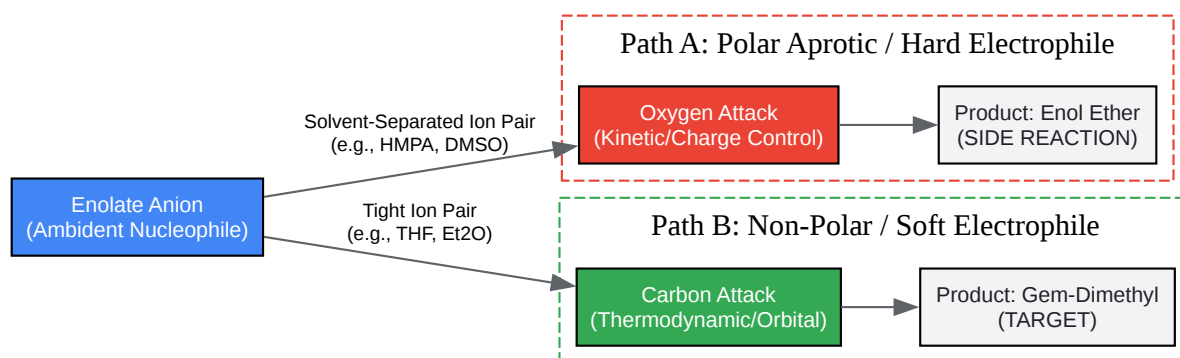 Path A: Polar Aprotic / Hard Electrophile
Solvent-Separated Ion Pair
(e.g., HMPA, DMSO)
Oxygen Attack
(Kinetic/Charge Control)
Product: Enol Ether
(SIDE REACTION)
Enolate Anion
(Ambident Nucleophile)
Tight Ion Pair
(e.g., THF, Et2O)
Path B: Non-Polar / Soft Electrophile
Carbon Attack
(Thermodynamic/Orbital)
Product: Gem-Dimethyl
(TARGET)